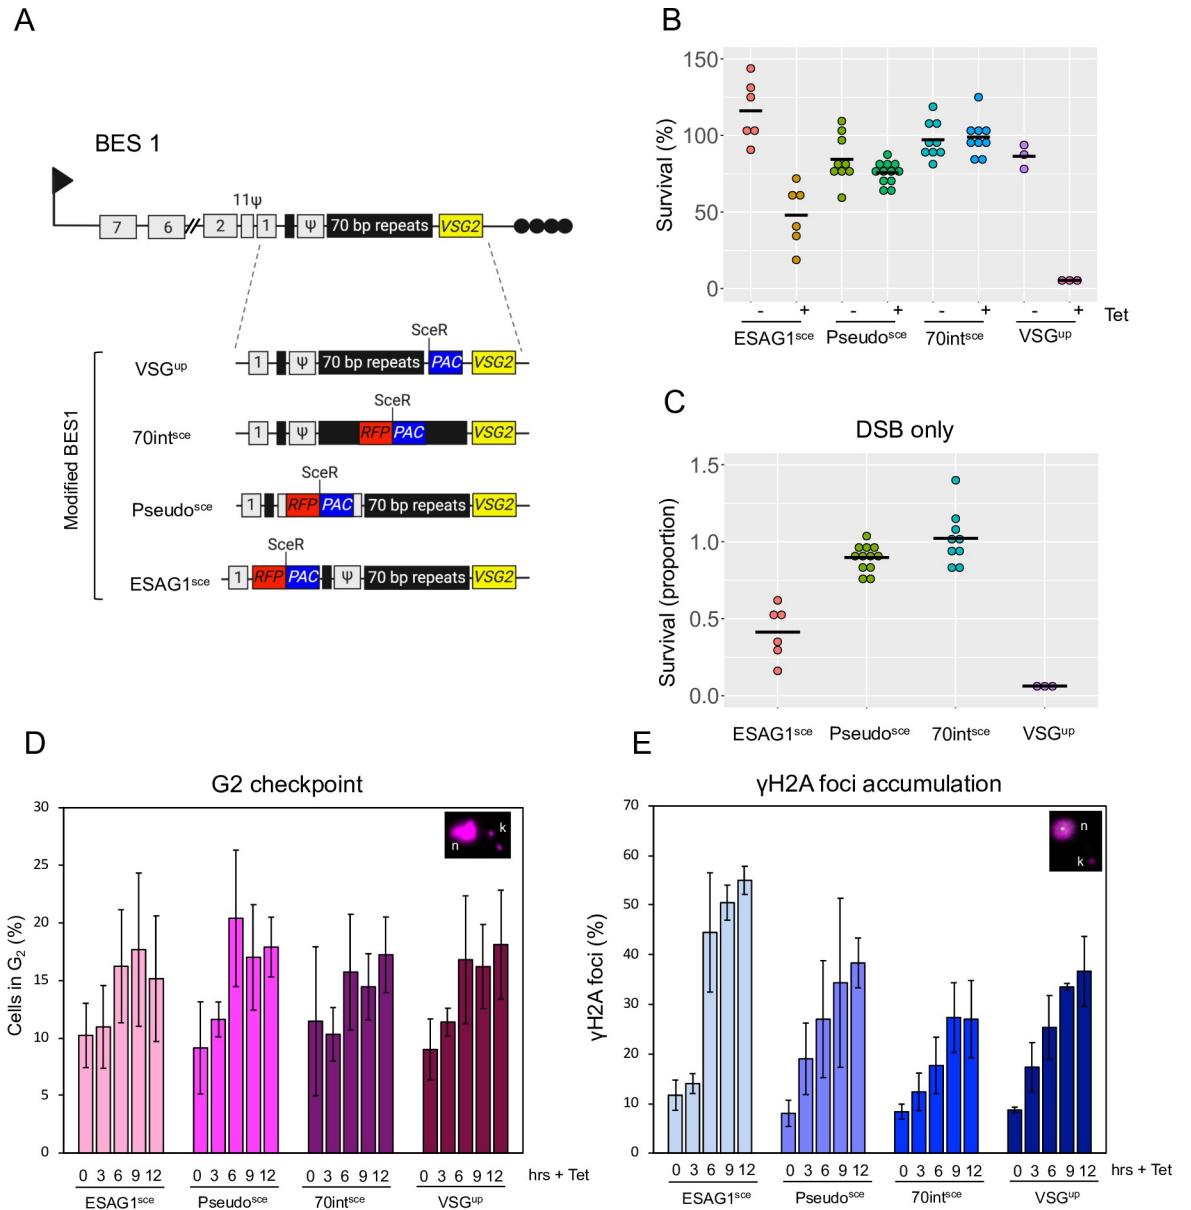 A
BES 1
11ψ
7 6 2 1 ψ 70 bp repeats VSG2
SceR
VSGup 1 ψ 70 bp repeats PAC VSG2
SceR
70intsce 1 ψ RFP PAC VSG2
SceR
Pseudosce 1 RFP PAC 70 bp repeats VSG2
SceR
ESAG1sce 1 RFP PAC ψ 70 bp repeats VSG2
Modified BES1
B
Survival (%)
150
100
50
0
- + - + - + - + Tet
ESAG1sce Pseudosce 70intsce VSGup
C
DSB only
Survival (proportion)
1.5
1.0
0.5
0.0
ESAG1sce Pseudosce 70intsce VSGup
D
G2 checkpoint
Cells in G2 (%)
30
25
20
15
10
5
0
n k
0 3 6 9 12 0 3 6 9 12 0 3 6 9 12 0 3 6 9 12 hrs + Tet
ESAG1sce Pseudosce 70intsce VSGup
E
γH2A foci accumulation
γH2A foci (%)
70
60
50
40
30
20
10
0
n
k
0 3 6 9 12 0 3 6 9 12 0 3 6 9 12 0 3 6 9 12 hrs + Tet
ESAG1sce Pseudosce 70intsce VSGup